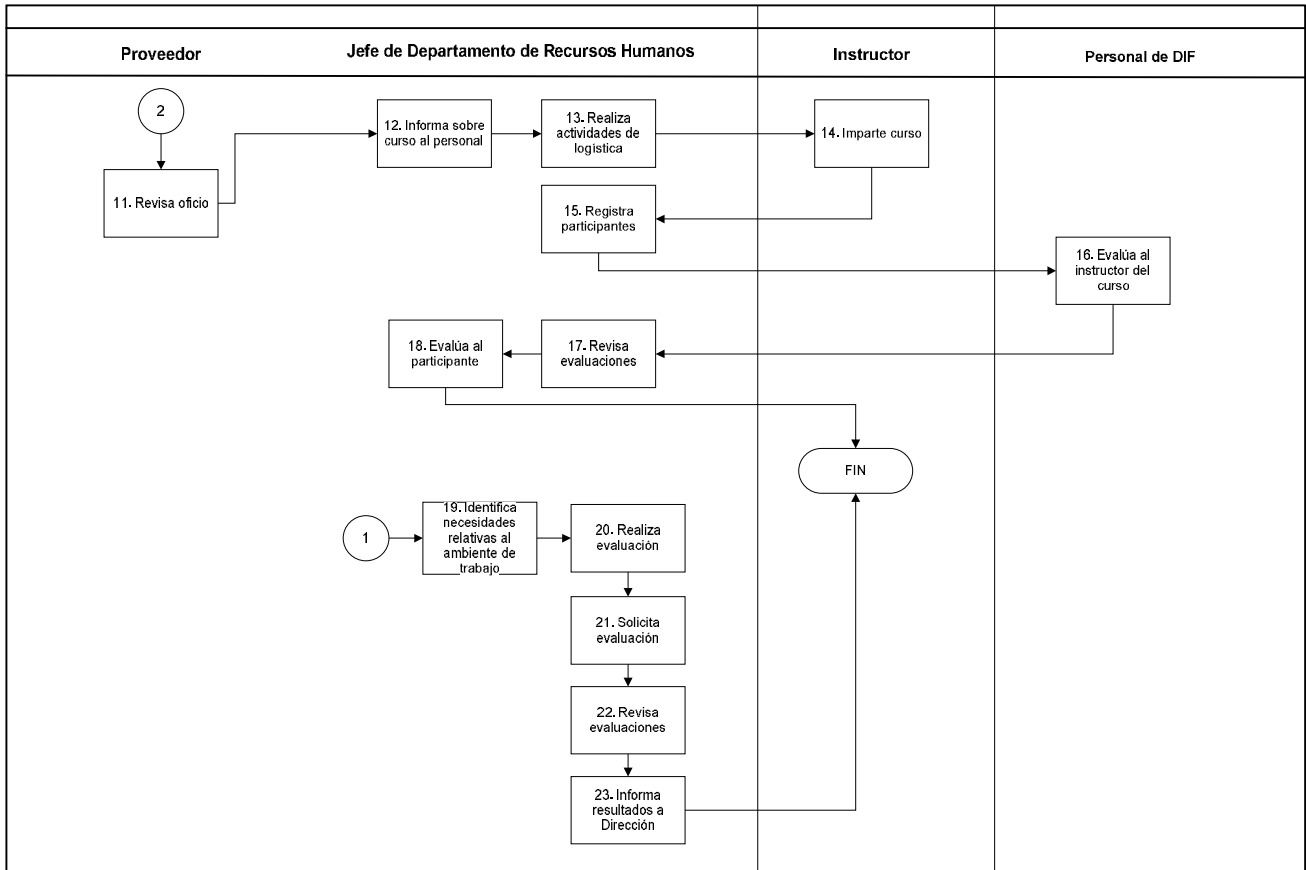 Proveedor
Jefe de Departamento de Recursos Humanos
Instructor
Personal de DIF
2
11. Revisa oficio
12. Informa sobre
curso al personal
13. Realiza
actividades de
logística
14. Imparte curso
15. Registra
participantes
16. Evalúa al
instructor del
curso
17. Revisa
evaluaciones
18. Evalúa al
participante
FIN
1
19. Identifica
necesidades
relativas al
ambiente de
trabajo
20. Realiza
evaluación
21. Solicita
evaluación
22. Revisa
evaluaciones
23. Informa
resultados a
Dirección